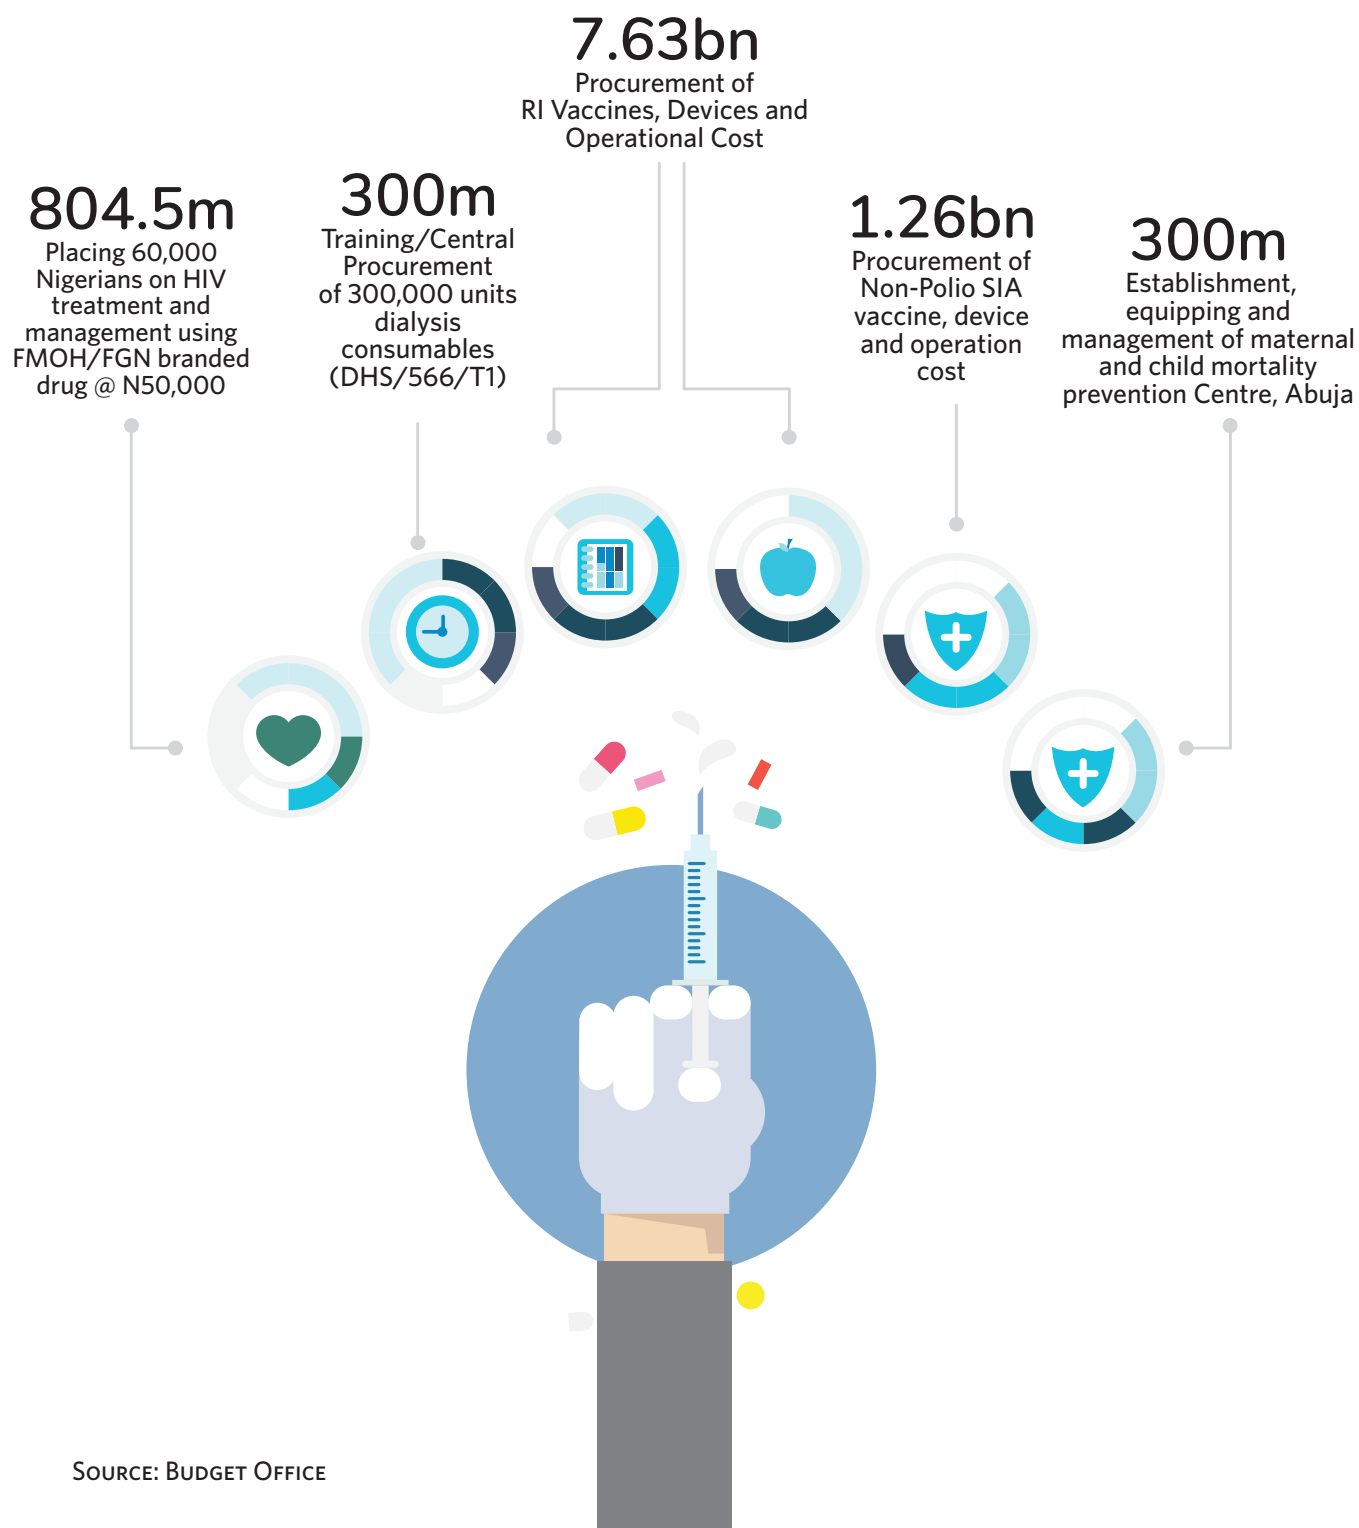 7.63bn
Procurement of
RI Vaccines, Devices and
Operational Cost
804.5m
Placing 60,000
Nigerians on HIV
treatment and
management using
FMOH/FGN branded
drug @ N50,000
300m
Training/Central
Procurement
of 300,000 units
dialysis
consumables
(DHS/566/T1)
1.26bn
Procurement of
Non-Polio SIA
vaccine, device
and operation
cost
300m
Establishment,
equipping and
management of maternal
and child mortality
prevention Centre, Abuja
Source: Budget Office